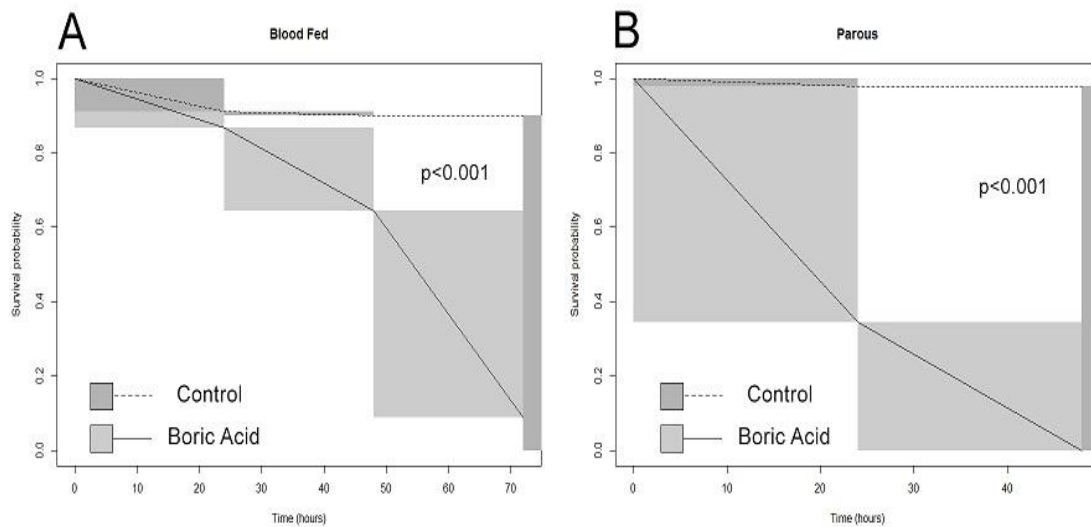 A
Blood Fed
Survival probability
1.0
0.8
0.6
0.4
0.2
0.0
p<0.001
Control
Boric Acid
0 10 20 30 40 50 60 70
Time (hours)
B
Parous
Survival probability
1.0
0.8
0.6
0.4
0.2
0.0
p<0.001
Control
Boric Acid
0 10 20 30 40
Time (hours)